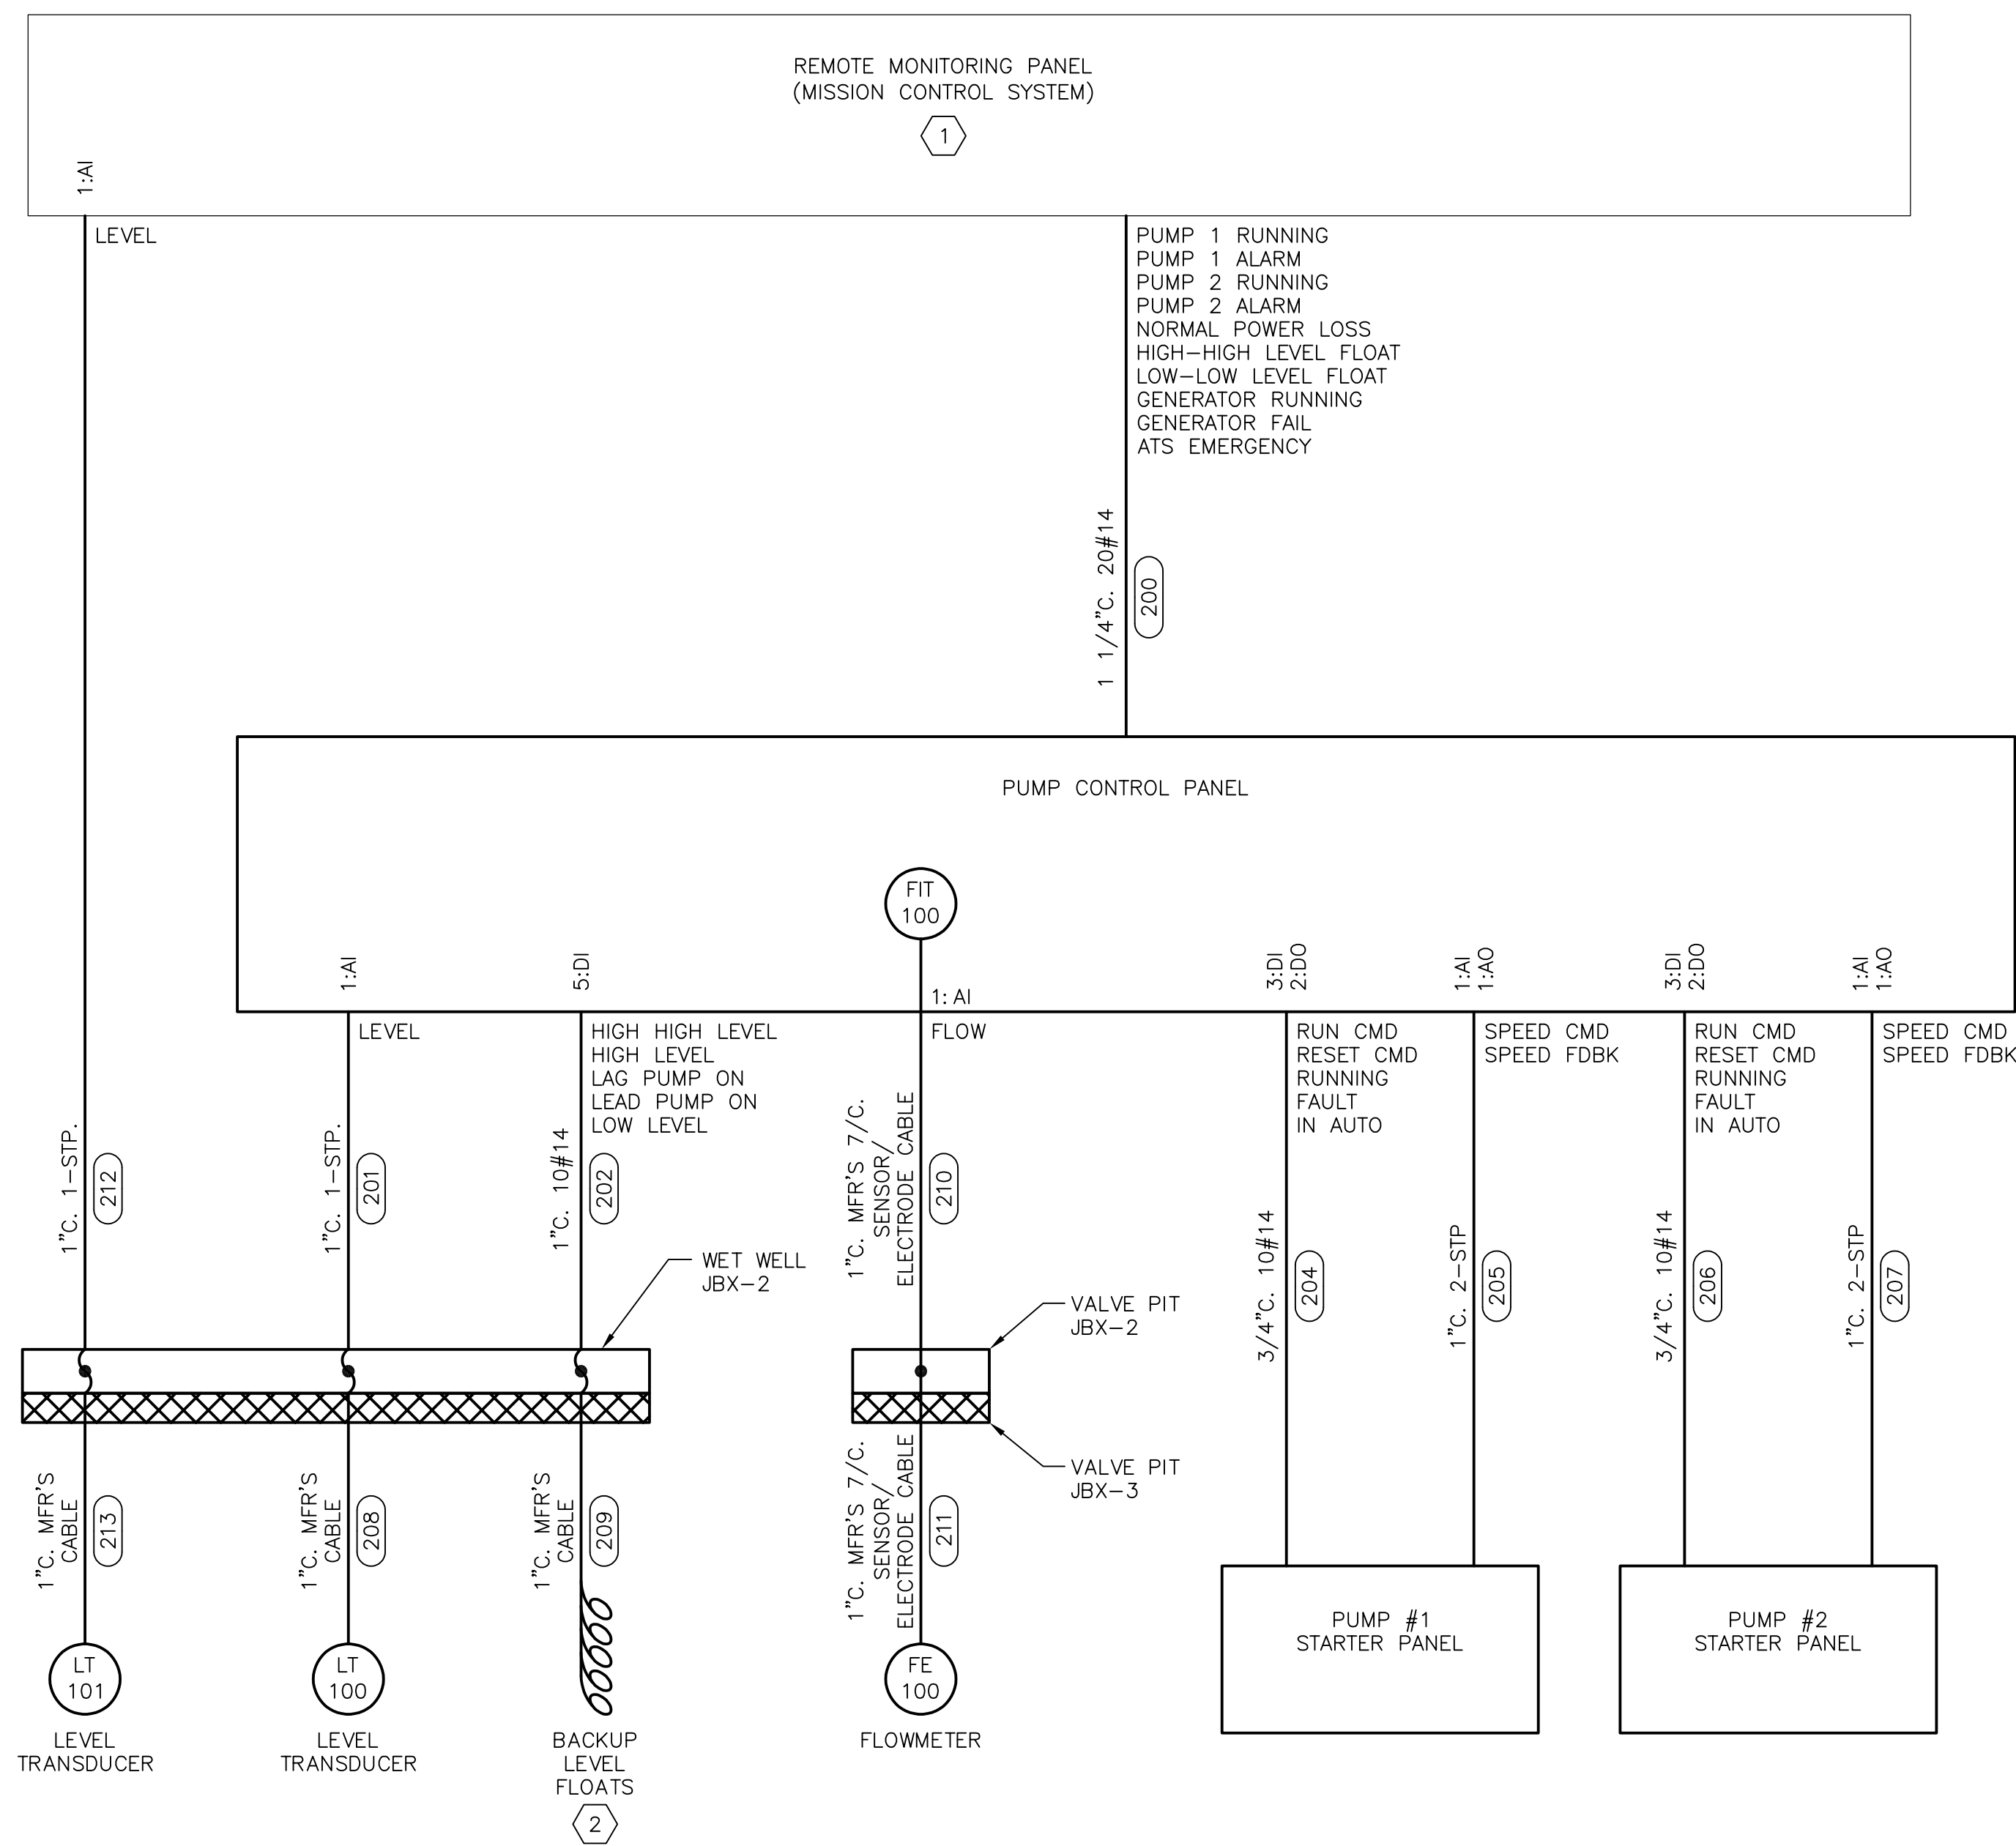 REMOTE MONITORING PANEL
(MISSION CONTROL SYSTEM)
1
1:AI
LEVEL
PUMP 1 RUNNING
PUMP 1 ALARM
PUMP 2 RUNNING
PUMP 2 ALARM
NORMAL POWER LOSS
HIGH-HIGH LEVEL FLOAT
LOW-LOW LEVEL FLOAT
GENERATOR RUNNING
GENERATOR FAIL
ATS EMERGENCY
1 1/4"C. 20#14
200
PUMP CONTROL PANEL
FIT
100
1:AI
5:DI
1: AI
3:DI
2:DO
1:AI
1:AO
3:DI
2:DO
1:AI
1:AO
LEVEL
HIGH HIGH LEVEL
HIGH LEVEL
LAG PUMP ON
LEAD PUMP ON
LOW LEVEL
FLOW
RUN CMD
RESET CMD
RUNNING
FAULT
IN AUTO
SPEED CMD
SPEED FDBK
RUN CMD
RESET CMD
RUNNING
FAULT
IN AUTO
SPEED CMD
SPEED FDBK
1"C. 1-STP.
212
1"C. 1-STP.
201
1"C. 10#14
202
1"C. MFR'S 7/C.
SENSOR/
ELECTRODE CABLE
210
3/4"C. 10#14
204
1"C. 2-STP
205
3/4"C. 10#14
206
1"C. 2-STP
207
WET WELL
JBX-2
VALVE PIT
JBX-2
VALVE PIT
JBX-3
1"C. MFR'S
CABLE
213
1"C. MFR'S
CABLE
208
1"C. MFR'S
CABLE
209
1"C. MFR'S 7/C.
SENSOR/
ELECTRODE CABLE
211
LT
101
LEVEL
TRANSDUCER
LT
100
LEVEL
TRANSDUCER
BACKUP
LEVEL
FLOATS
2
FE
100
FLOWMETER
PUMP #1
STARTER PANEL
PUMP #2
STARTER PANEL